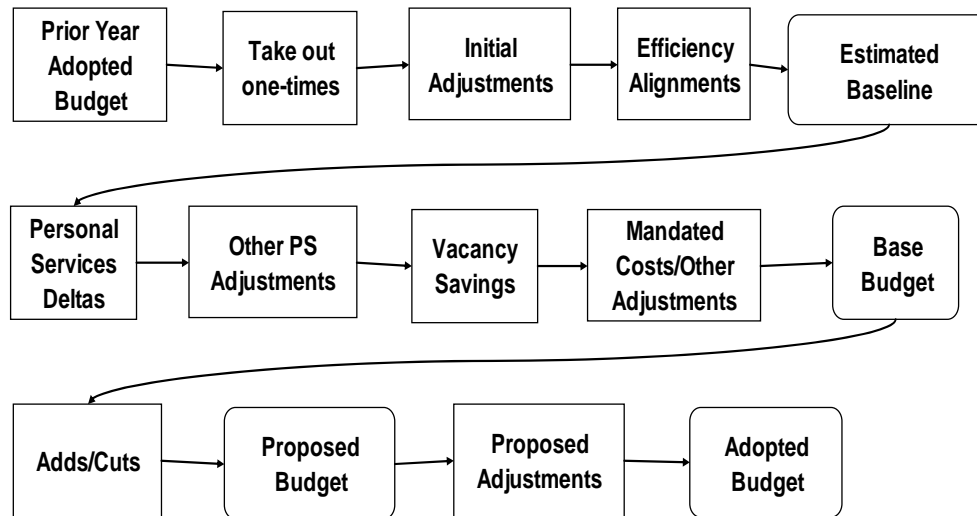 Prior Year
Adopted
Budget
Take out
one-times
Initial
Adjustments
Efficiency
Alignments
Estimated
Baseline
Personal
Services
Deltas
Other PS
Adjustments
Vacancy
Savings
Mandated
Costs/Other
Adjustments
Base
Budget
Adds/Cuts
Proposed
Budget
Proposed
Adjustments
Adopted
Budget